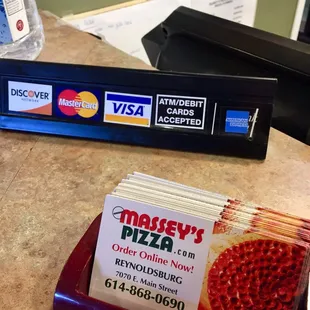 DISCOVER
NETWORK
MasterCard
VISA
ATM/DEBIT
CARDS
ACCEPTED
MASSEY'S
PIZZA.com
Order Online Now!
REYNOLDSBURG
7070 E. Main Street
614-868-0690